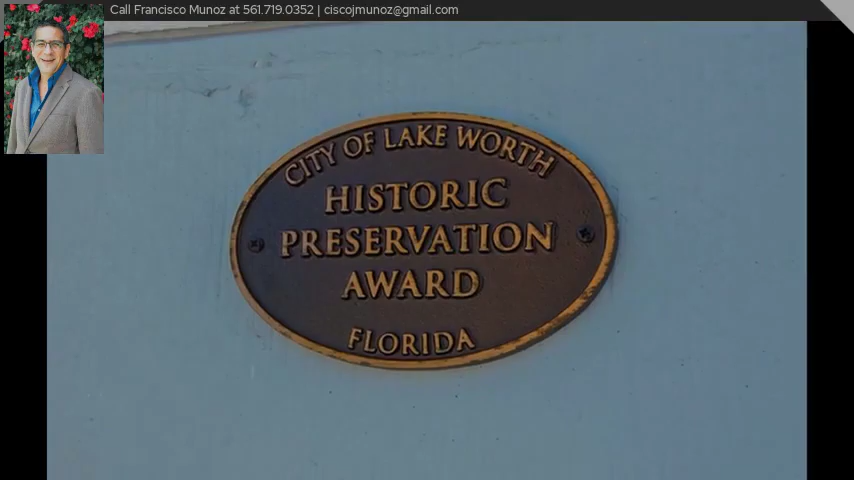 Call Francisco Munoz at 561.719.0352 | ciscojmunoz@gmail.com
CITY OF LAKE WORTH
HISTORIC
PRESERVATION
AWARD
FLORIDA